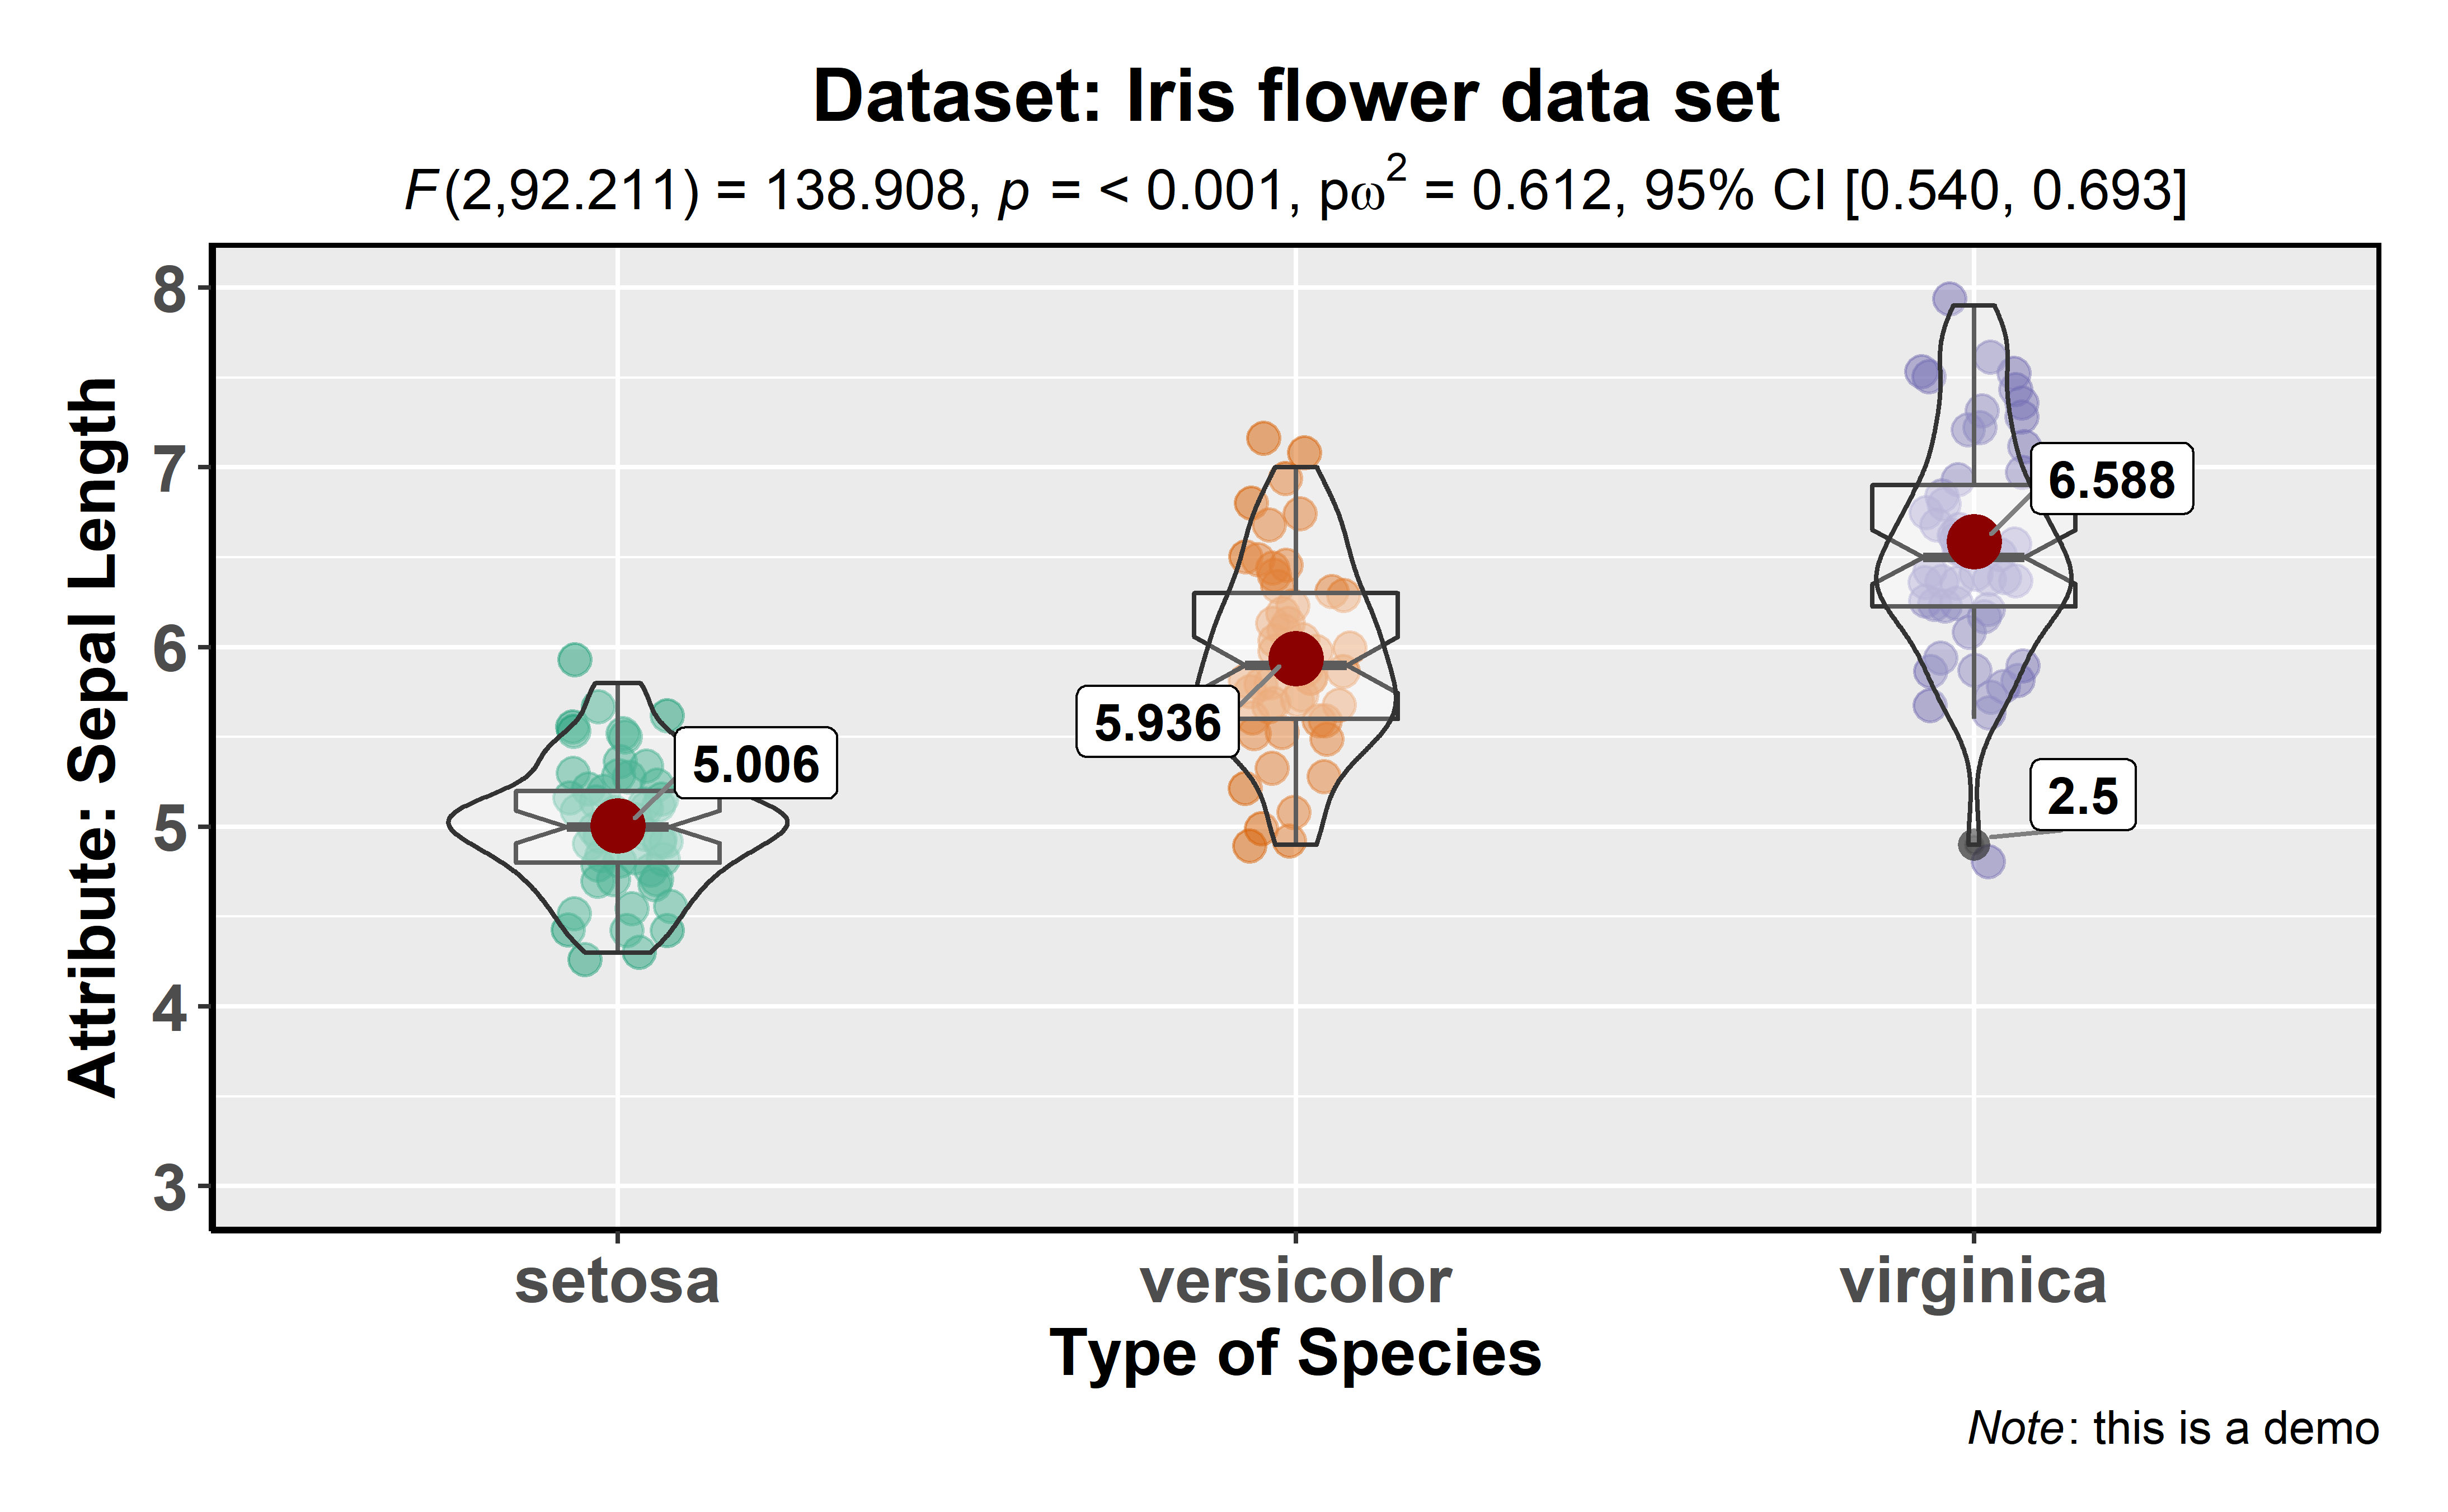 Dataset: Iris flower data set
F(2,92.211) = 138.908, p = < 0.001, pω² = 0.612, 95% CI [0.540, 0.693]
Attribute: Sepal Length
8
7
6
5
4
3
5.006
5.936
6.588
2.5
setosa
versicolor
virginica
Type of Species
Note: this is a demo